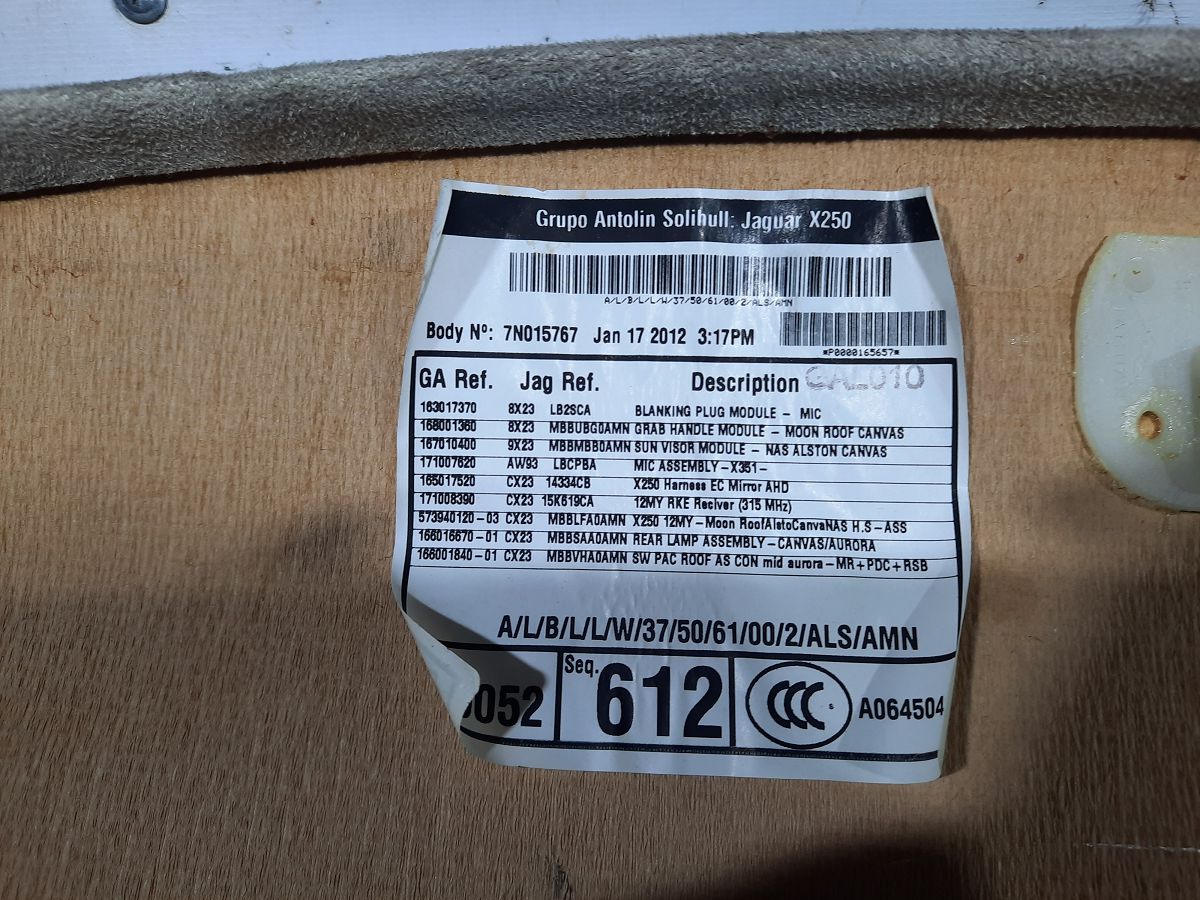 Grupo Antolin Solihull: Jaguar X250
A/L/B/L/L/W/37/50/61/00/2/ALS/AMN
Body Nº: 7N015767 Jan 17 2012 3:17PM
*P0000165657*
GA Ref. Jag Ref. Description
163017370 8X23 LB2SCA BLANKING PLUG MODULE - MIC
168001360 8X23 MBBUBG0AMN GRAB HANDLE MODULE - MOON ROOF CANVAS
167010400 9X23 MBBMBB0AMN SUN VISOR MODULE - NAS ALSTON CANVAS
171007620 AW93 LBCPBA MIC ASSEMBLY-X351-
165017520 CX23 14334CB X250 Harness EC Mirror AHD
171008390 CX23 15K619CA 12MY RKE Reciver (315 MHz)
573940120-03 CX23 MBBLFA0AMN X250 12MY-Moon Roof/AlstoCanvaNAS H.S-ASS
166016670-01 CX23 MBBSAA0AMN REAR LAMP ASSEMBLY-CANVAS/AURORA
166001840-01 CX23 MBBVHA0AMN SW PAC ROOF AS CON mid aurora-MR+PDC+RSB
A/L/B/L/L/W/37/50/61/00/2/ALS/AMN
052 Seq. 612 CCC S A064504